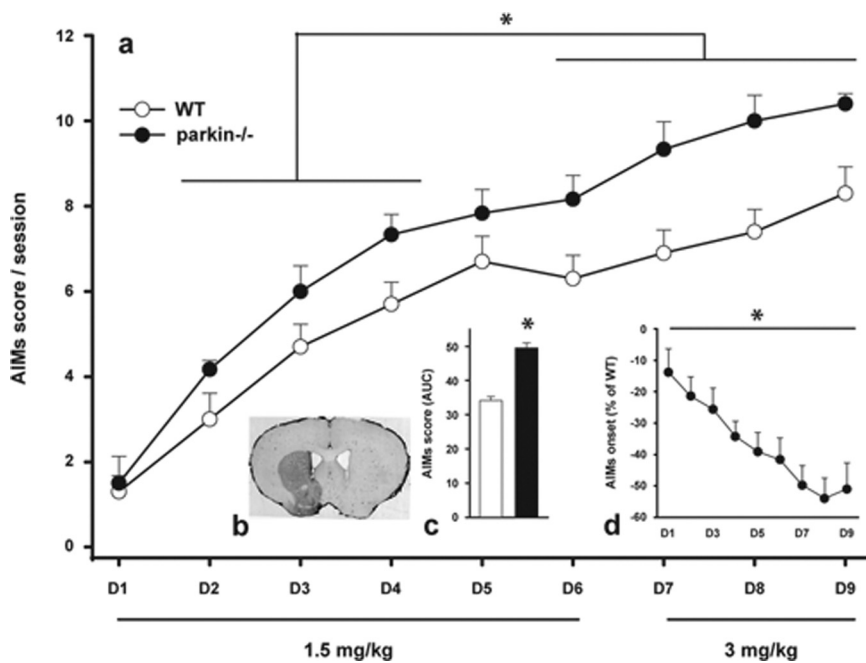 a
*
WT
parkin-/-
AIMs score / session
12
10
8
6
4
2
0
D1 D2 D3 D4 D5 D6 D7 D8 D9
1.5 mg/kg 3 mg/kg
b
c
AIMs score (AUC)
50
40
30
20
10
0
*
d
AIMs onset (% of WT)
-0
-10
-20
-30
-40
-50
-60
*
D1 D3 D5 D7 D9